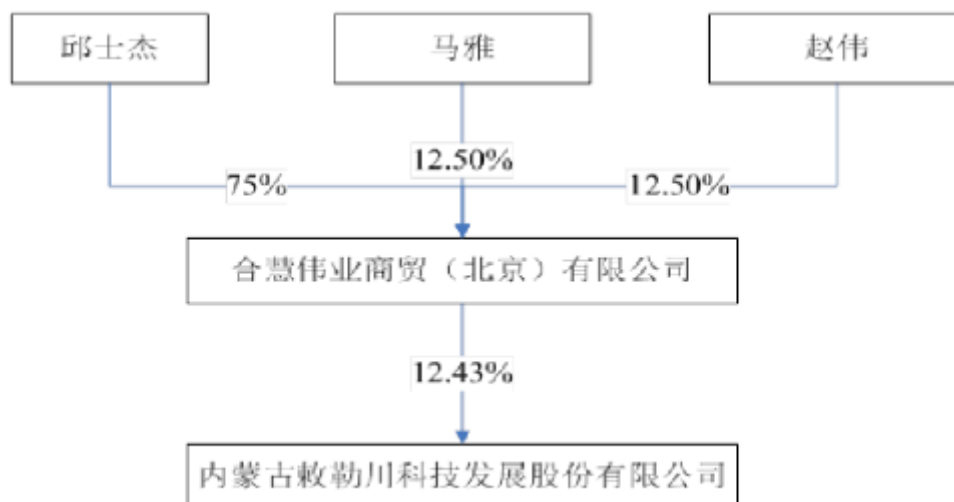 邱士杰
马雅
赵伟
12.50%
75%
12.50%
合慧伟业商贸（北京）有限公司
12.43%
内蒙古敕勒川科技发展股份有限公司